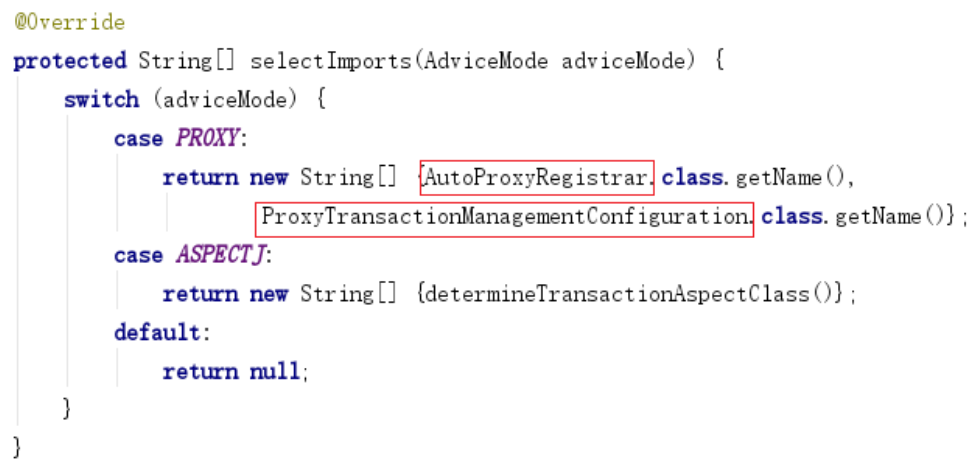 @Override
protected String[] selectImports(AdviceMode adviceMode) {
switch (adviceMode) {
case PROXY:
return new String[] {AutoProxyRegistrar.class.getName(),
ProxyTransactionManagementConfiguration.class.getName()};
case ASPECTJ:
return new String[] {determineTransactionAspectClass()};
default:
return null;
}
}